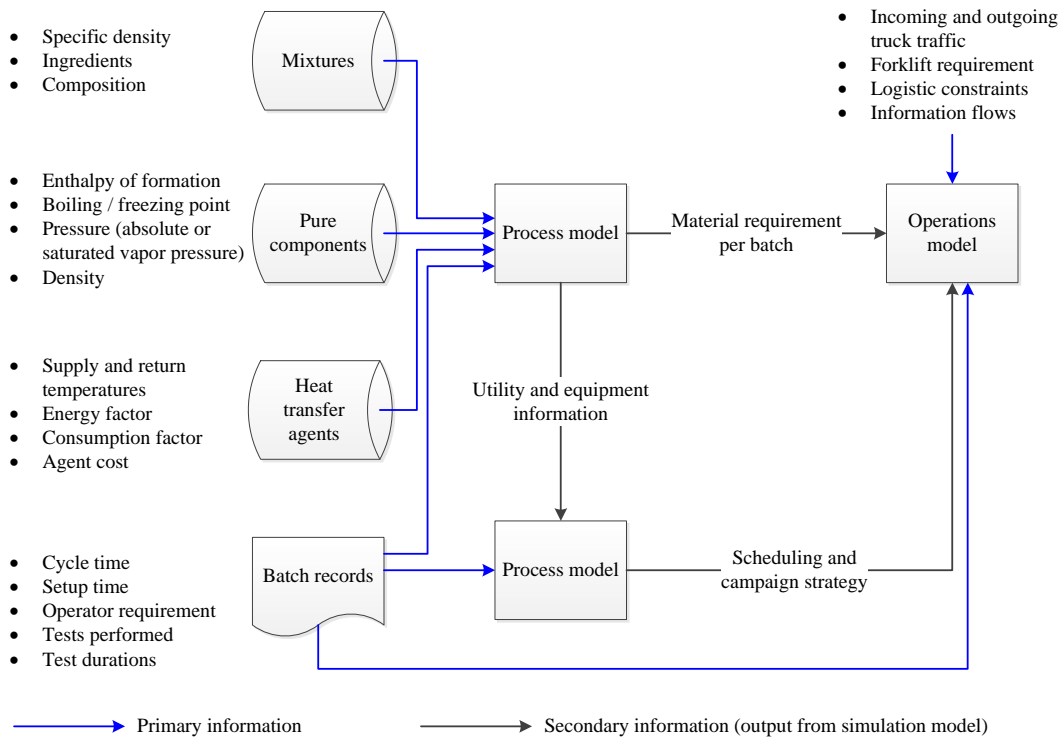 • Specific density
• Ingredients
• Composition
Mixtures
• Incoming and outgoing
truck traffic
• Forklift requirement
• Logistic constraints
• Information flows
• Enthalpy of formation
• Boiling / freezing point
• Pressure (absolute or
saturated vapor pressure)
• Density
Pure
components
Process model
Material requirement
per batch
Operations
model
• Supply and return
temperatures
• Energy factor
• Consumption factor
• Agent cost
Heat
transfer
agents
Utility and equipment
information
• Cycle time
• Setup time
• Operator requirement
• Tests performed
• Test durations
Batch records
Process model
Scheduling and
campaign strategy
Primary information
Secondary information (output from simulation model)